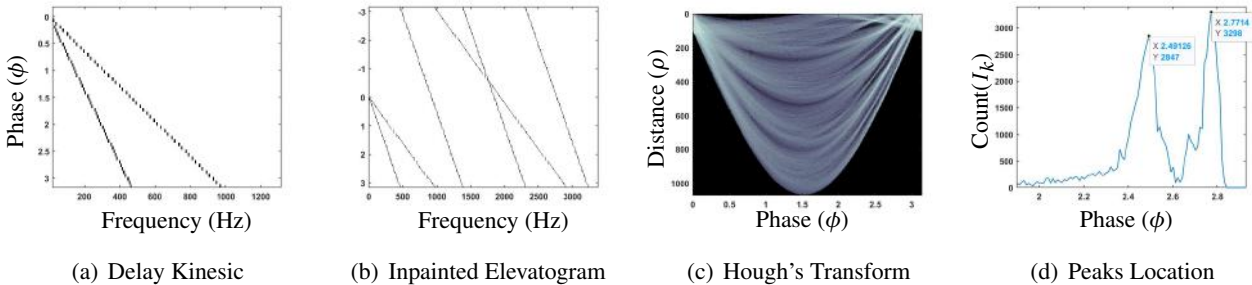 Phase (ϕ)
0
0.5
1
1.5
2
2.5
3
200 400 600 800 1000 1200
Frequency (Hz)
(a) Delay Kinesic
-3
-2
-1
0
1
2
3
0 500 1000 1500 2000 2500 3000
Frequency (Hz)
(b) Inpainted Elevatogram
Distance (ρ)
0
200
400
600
800
1000
0 0.5 1 1.5 2 2.5 3
Phase (ϕ)
(c) Hough's Transform
Count(I_k)
3000
2500
2000
1500
1000
500
0
X 2.49126
Y 2847
X 2.7714
Y 3298
2 2.2 2.4 2.6 2.8
Phase (ϕ)
(d) Peaks Location